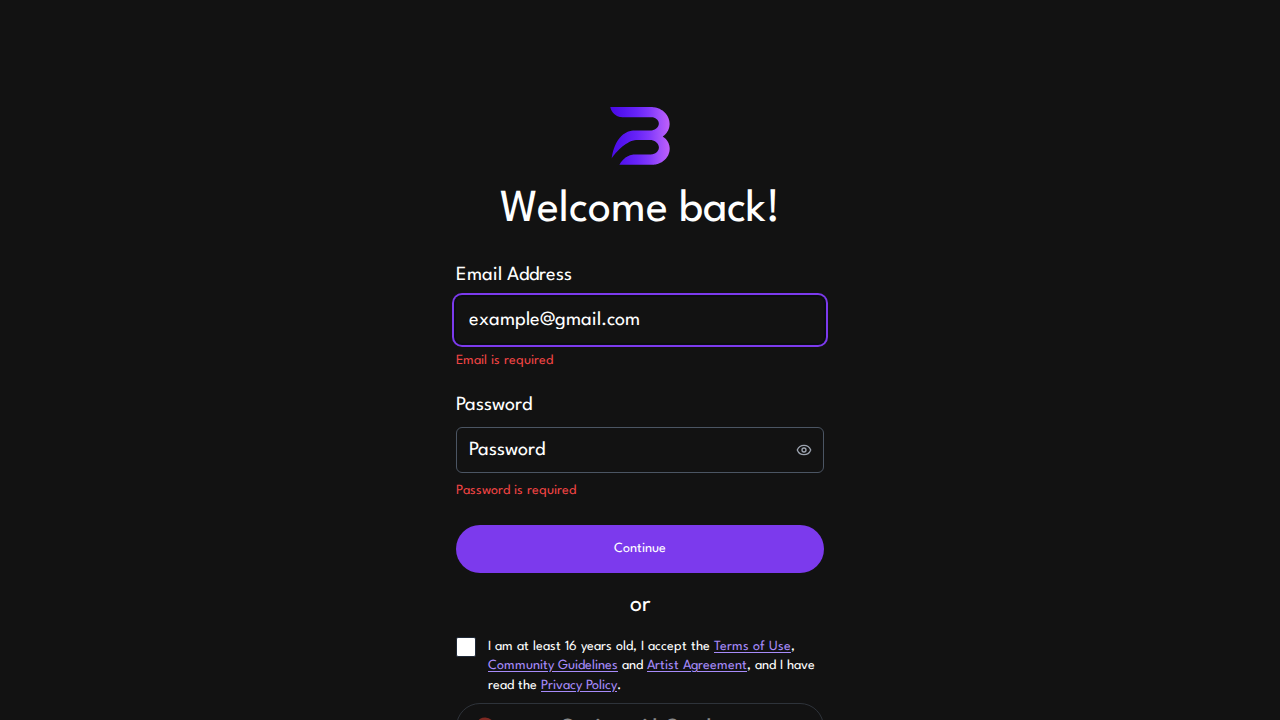 Welcome back!
Email Address
example@gmail.com
Email is required
Password
Password
Password is required
Continue
or
I am at least 16 years old, I accept the Terms of Use,
Community Guidelines and Artist Agreement, and I have
read the Privacy Policy.